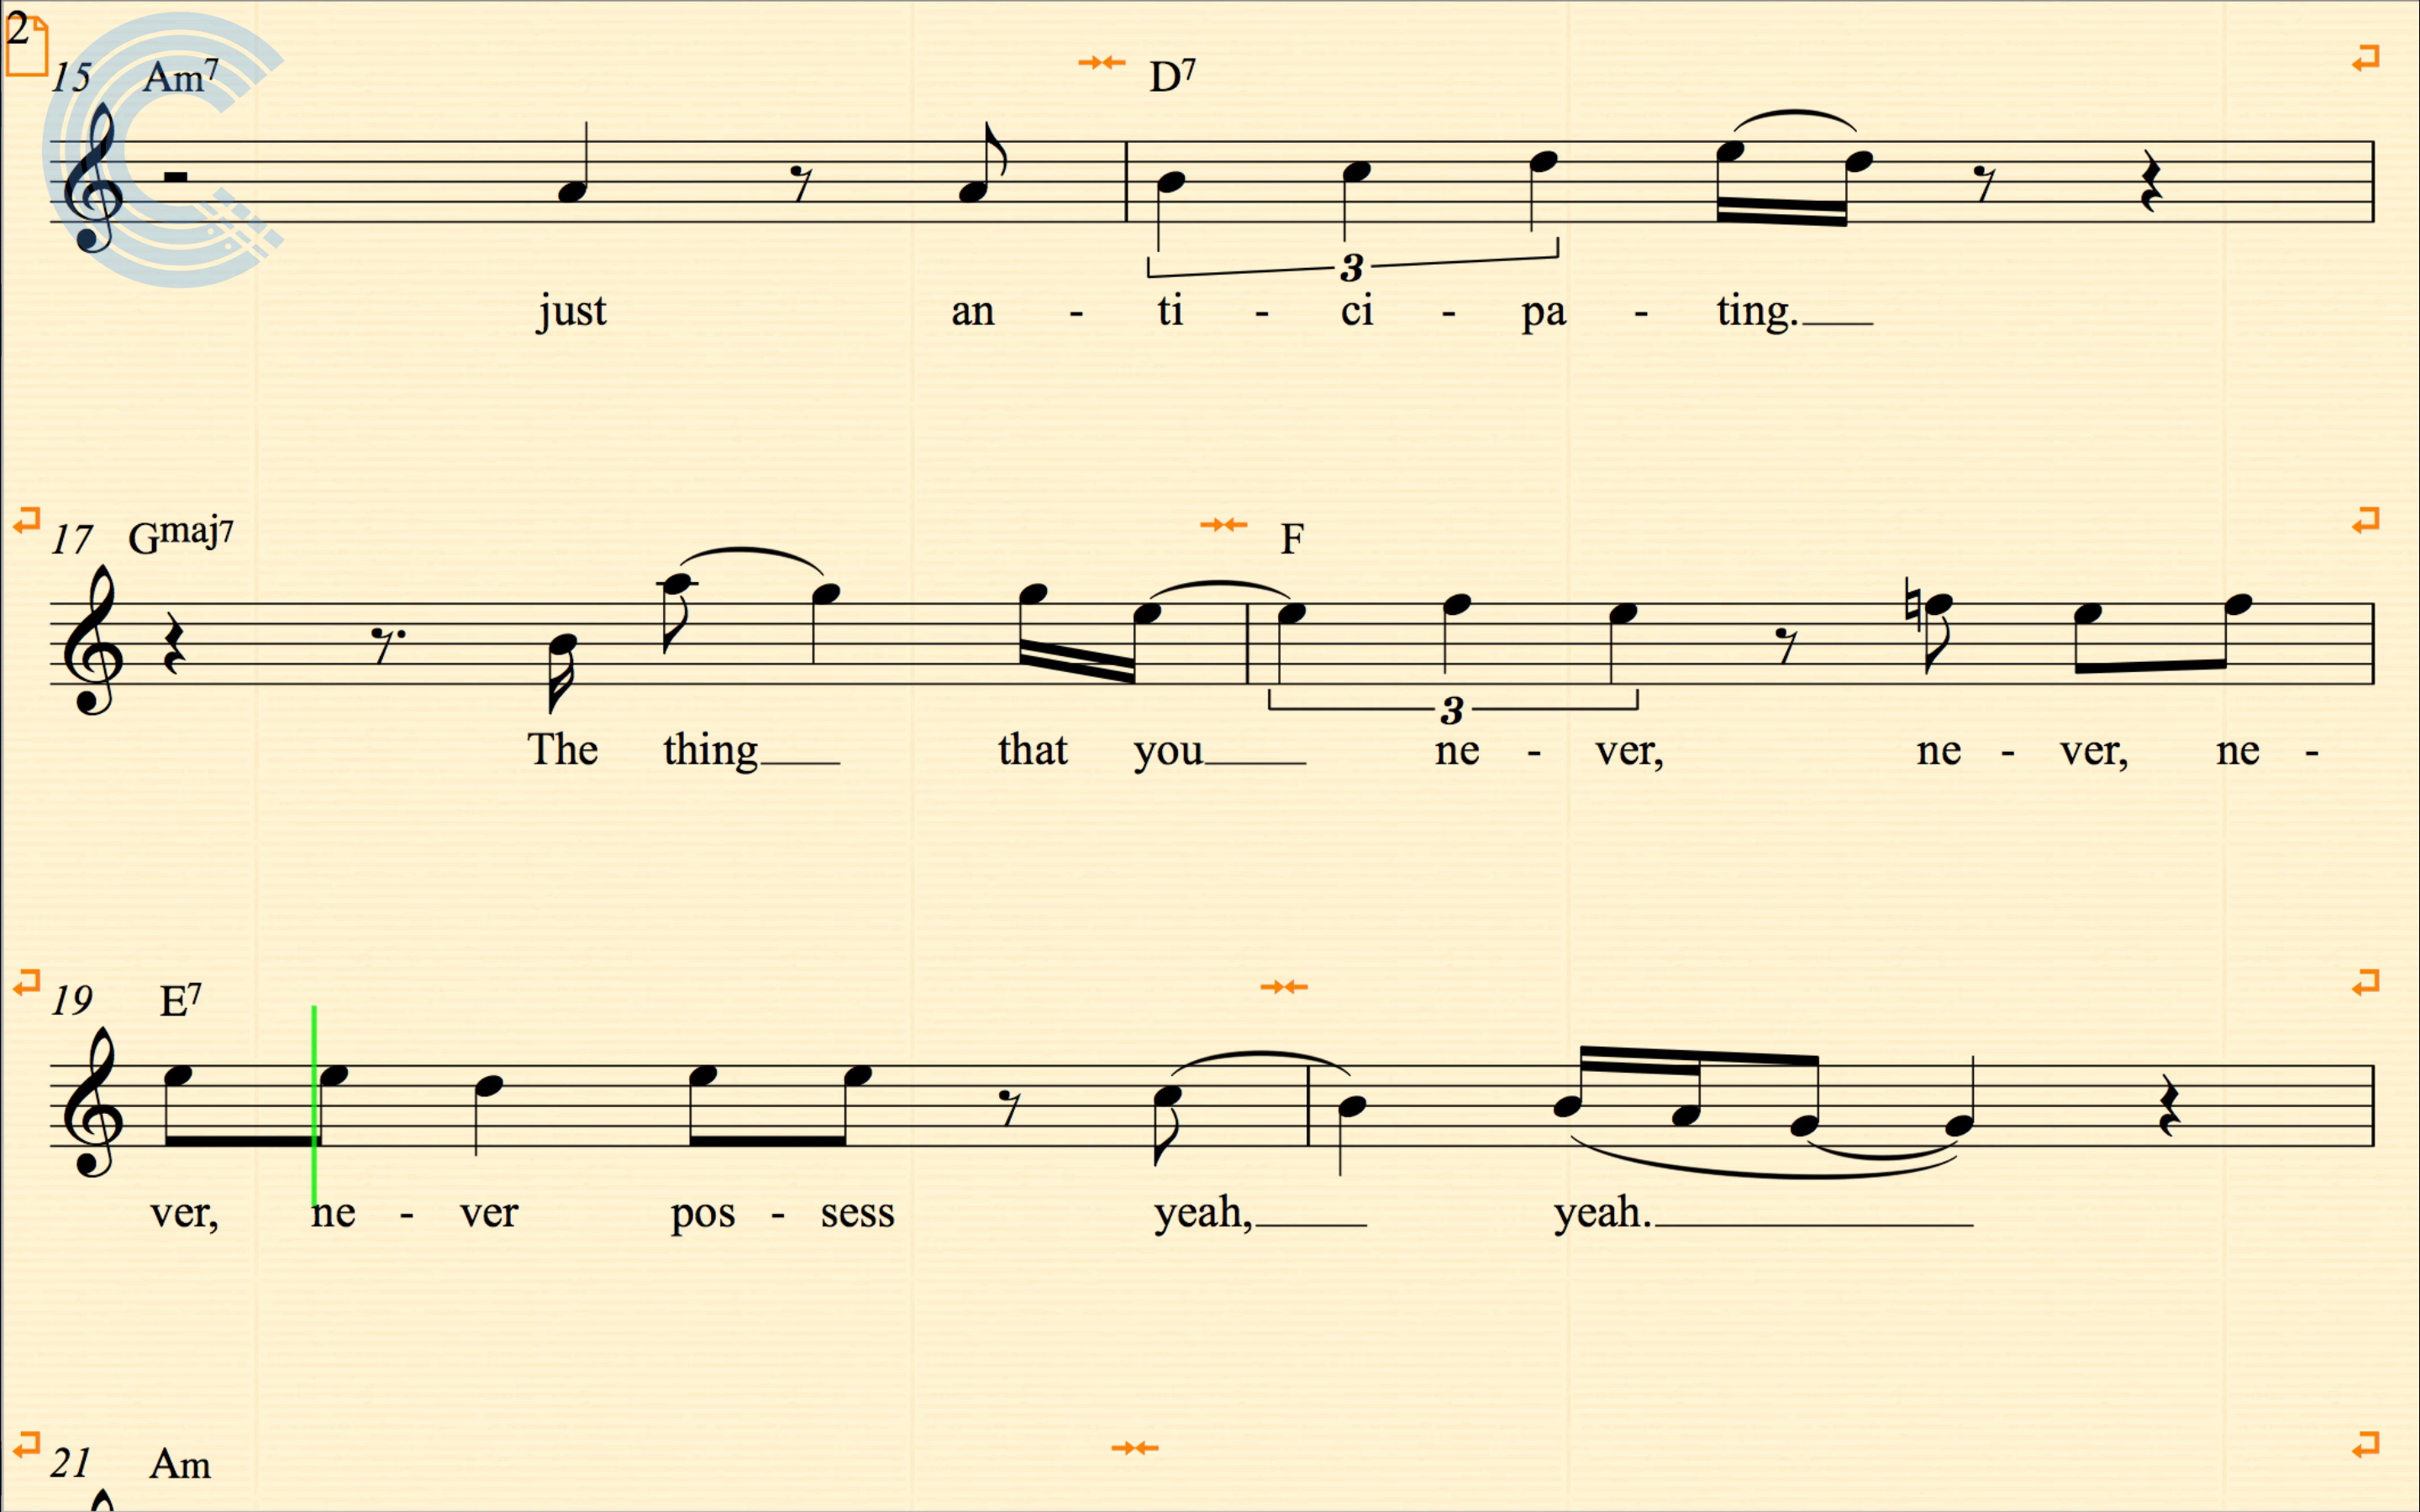 2
15 Am7 D7
3
just an - ti - ci - pa - ting.
17 Gmaj7 F
3
The thing that you ne - ver, ne - ver, ne -
19 E7
ver, ne - ver pos - sess yeah, yeah.
21 Am